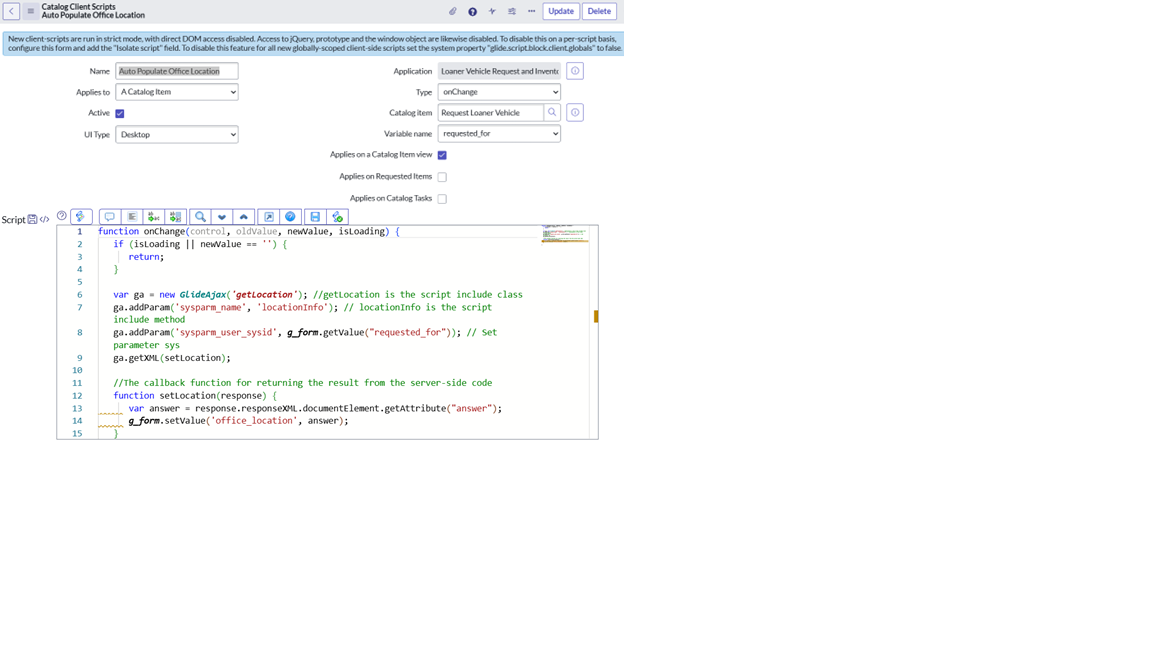 Catalog Client Scripts
Auto Populate Office Location
Update
Delete
New client-scripts are run in strict mode, with direct DOM access disabled. Access to jQuery, prototype and the window object are likewise disabled. To disable this on a per-script basis,
configure this form and add the "Isolate script" field. To disable this feature for all new globally-scoped client-side scripts set the system property "glide.script.block.client.globals" to false.
Name Auto Populate Office Location
Application Loaner Vehicle Request and Invento
Applies to A Catalog Item
Type onChange
Active
Catalog item Request Loaner Vehicle
UI Type Desktop
Variable name requested_for
Applies on a Catalog Item view
Applies on Requested Items
Applies on Catalog Tasks
Script
1 function onChange(control, oldValue, newValue, isLoading) {
2 if (isLoading || newValue == '') {
3 return;
4 }
5
6 var ga = new GlideAjax('getLocation'); //getLocation is the script include class
7 ga.addParam('sysparm_name', 'locationInfo'); // locationInfo is the script
include method
8 ga.addParam('sysparm_user_sysid', g_form.getValue("requested_for")); // Set
parameter sys
9 ga.getXML(setLocation);
10
11 //The callback function for returning the result from the server-side code
12 function setLocation(response) {
13 var answer = response.responseXML.documentElement.getAttribute("answer");
14 g_form.setValue('office_location', answer);
15 }